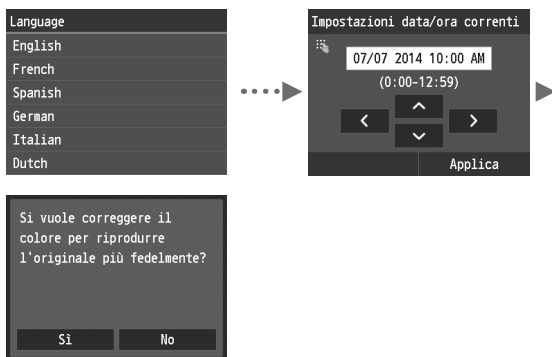 Language
English
French
Spanish
German
Italian
Dutch
Impostazioni data/ora correnti
07/07 2014 10:00 AM
(0:00-12:59)
Applica
Si vuole correggere il
colore per riprodurre
l'originale più fedelmente?
Sì No